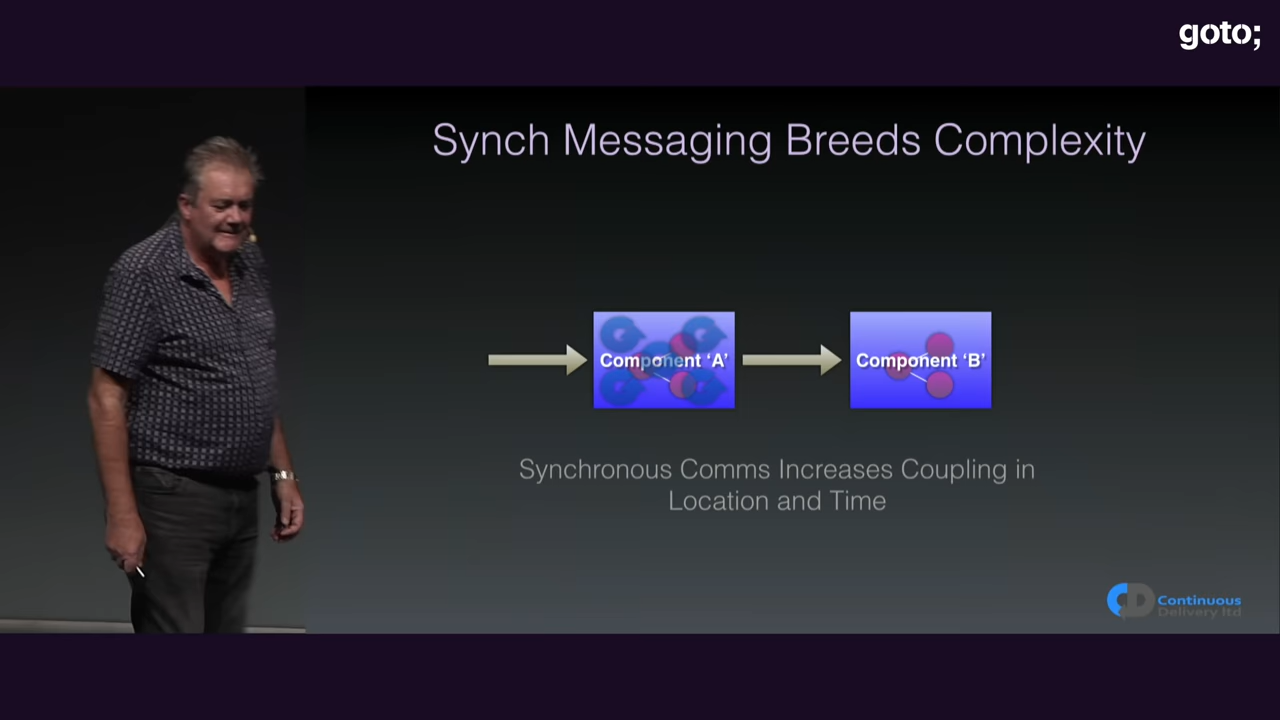 goto;
Synch Messaging Breeds Complexity
Component ‘A’
Component ‘B’
Synchronous Comms Increases Coupling in
Location and Time
Continuous
Delivery ltd